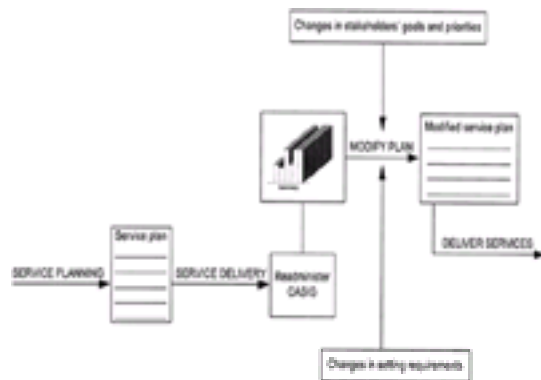 Changes in stakeholders' goals and priorities
Modified service plan
MODIFY PLAN
DELIVER SERVICES
Service plan
SERVICE PLANNING
SERVICE DELIVERY
Readminister
CASIG
Changes in setting requirements